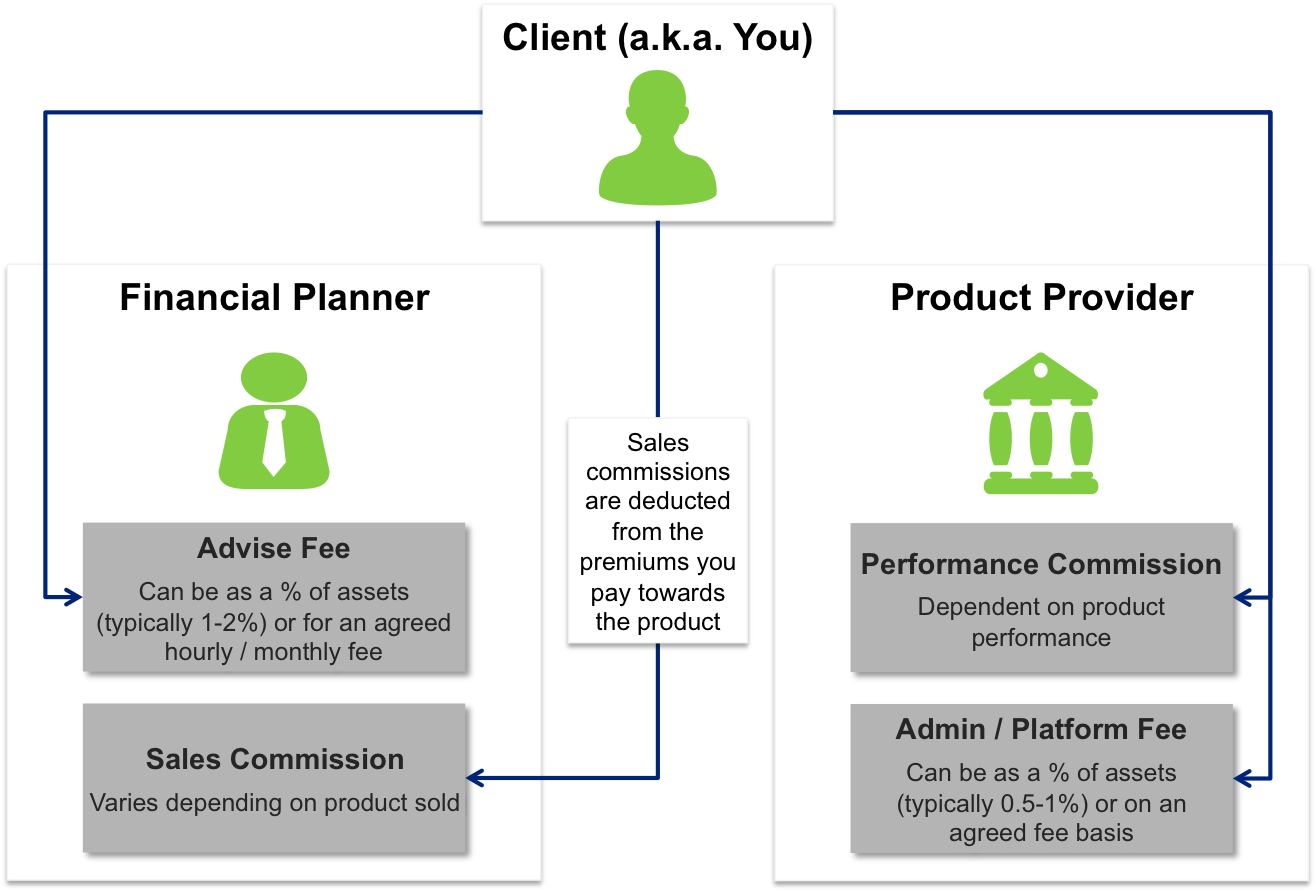 Client (a.k.a. You)
Financial Planner
Advise Fee
Can be as a % of assets
(typically 1-2%) or for an agreed
hourly / monthly fee
Sales Commission
Varies depending on product sold
Sales
commissions
are deducted
from the
premiums you
pay towards
the product
Product Provider
Performance Commission
Dependent on product
performance
Admin / Platform Fee
Can be as a % of assets
(typically 0.5-1%) or on an
agreed fee basis